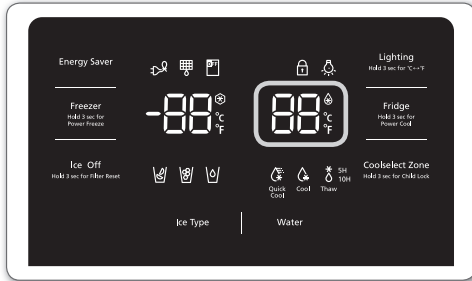 Energy Saver
Lighting
Hold 3 sec for °C↔°F
Freezer
Hold 3 sec for
Power Freeze
-88 °C
°F
88 °C
°F
Fridge
Hold 3 sec for
Power Cool
Ice Off
Hold 3 sec for Filter Reset
Quick
Cool
Cool
Thaw
5H
10H
Coolselect Zone
Hold 3 sec for Child Lock
Ice Type
Water